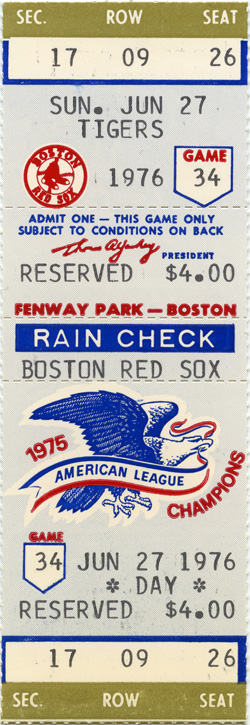 SEC. ROW SEAT
17 09 26
SUN. JUN 27
TIGERS
BOSTON
RED SOX
1976
GAME
34
ADMIT ONE — THIS GAME ONLY
SUBJECT TO CONDITIONS ON BACK
PRESIDENT
RESERVED $4.00
FENWAY PARK — BOSTON
RAIN CHECK
BOSTON RED SOX
1975
AMERICAN LEAGUE
CHAMPIONS
GAME
34
JUN 27 1976
* DAY *
RESERVED $4.00
17 09 26
SEC. ROW SEAT